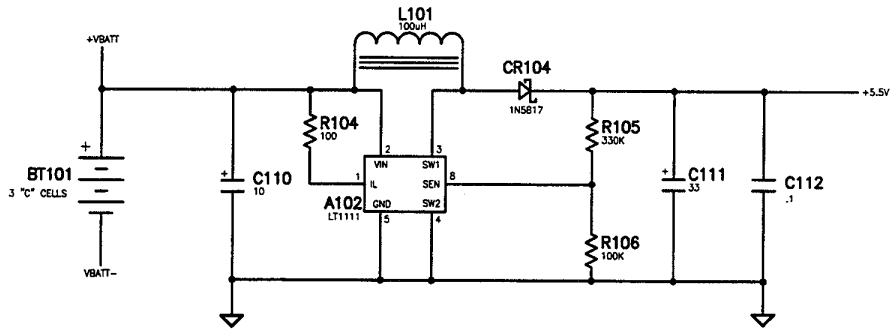 L101
100uH
+VBATT
CR104
1N5817
+5.5V
R104
100
R105
330K
2
3
VIN
SW1
BT101
3 "C" CELLS
C110
10
1
IL
SEN
8
C111
33
C112
.1
A102
LT1111
GND
SW2
5
4
R106
100K
VBATT-
+
+
+